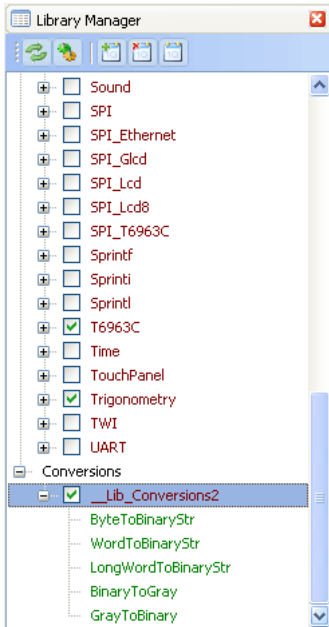 Library Manager
Sound
SPI
SPI_Ethernet
SPI_Glcd
SPI_Lcd
SPI_Lcd8
SPI_T6963C
Sprintf
Sprinti
Sprintl
T6963C
Time
TouchPanel
Trigonometry
TWI
UART
Conversions
__Lib_Conversions2
ByteToBinaryStr
WordToBinaryStr
LongWordToBinaryStr
BinaryToGray
GrayToBinary